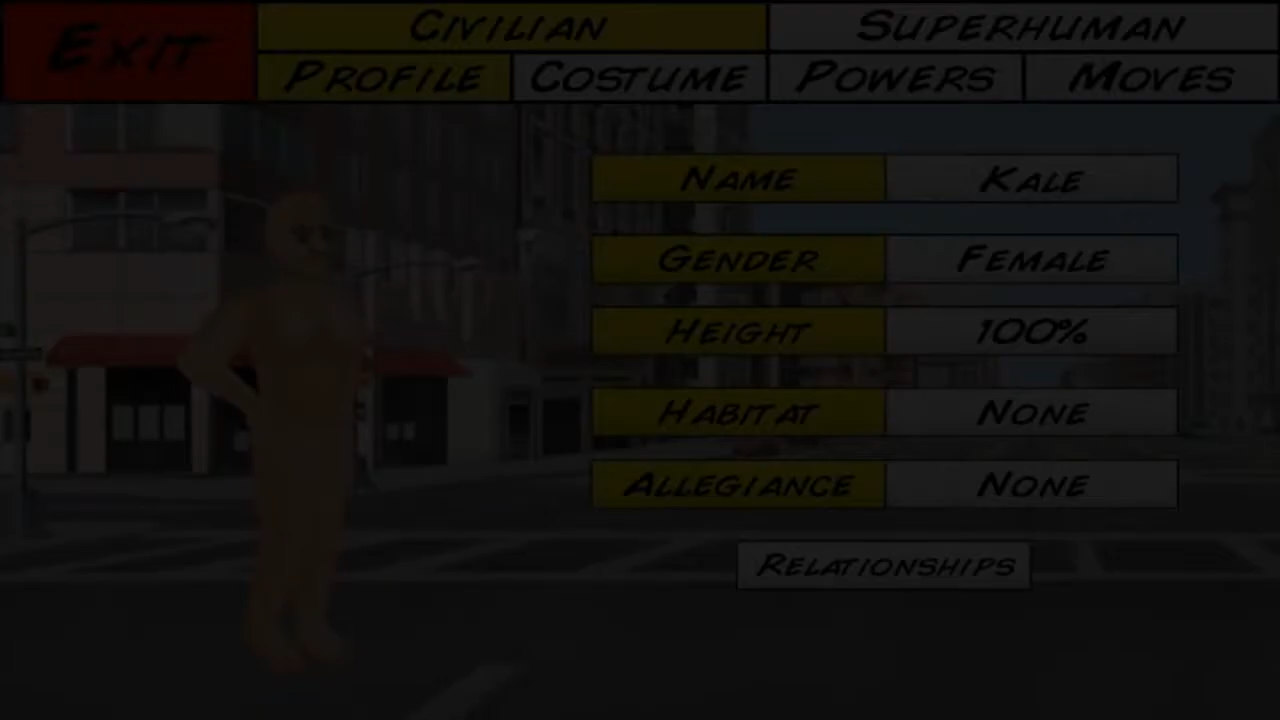 EXIT
CIVILIAN
SUPERHUMAN
PROFILE
COSTUME
POWERS
MOVES
NAME KALE
GENDER FEMALE
HEIGHT 100%
HABITAT NONE
ALLEGIANCE NONE
RELATIONSHIPS